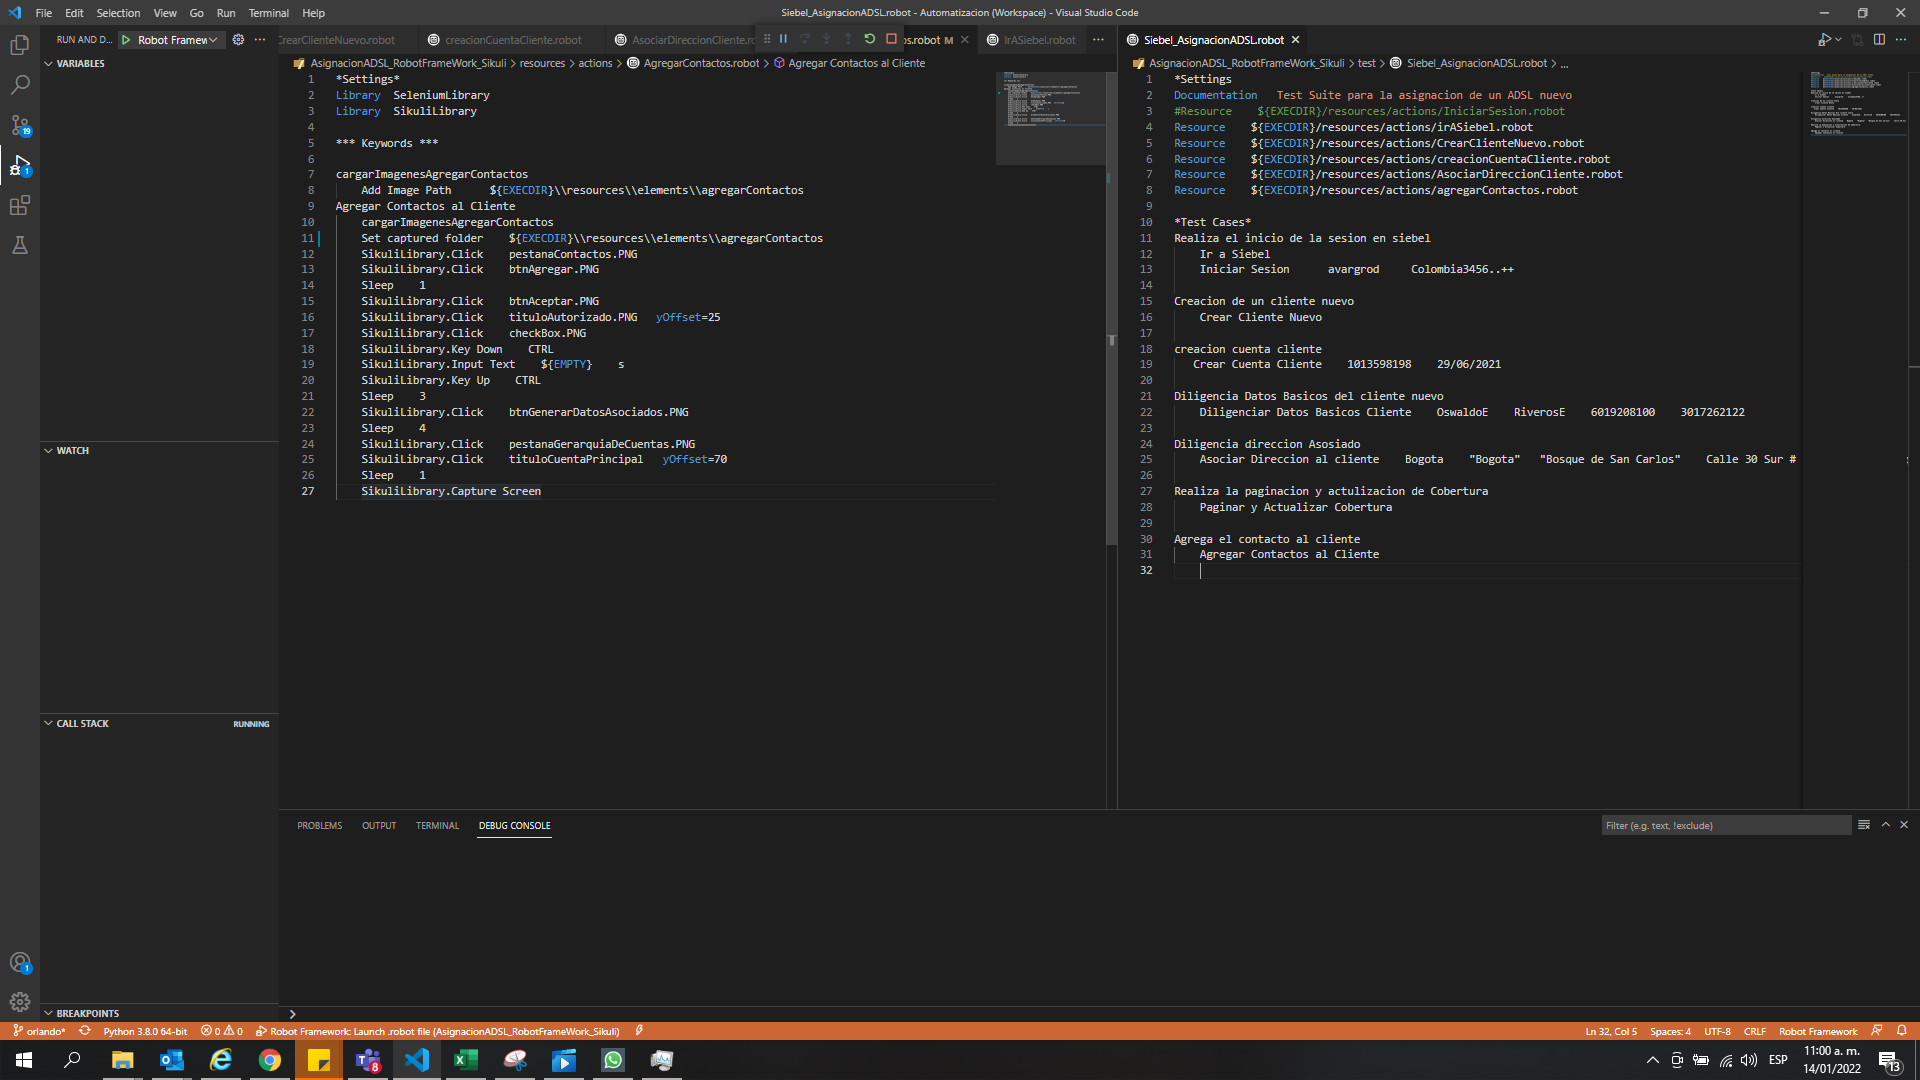 File Edit Selection View Go Run Terminal Help
Siebel_AsignacionADSL.robot - Automatizacion (Workspace) - Visual Studio Code
RUN AND D... Robot Framew
CrearClienteNuevo.robot creacionCuentaCliente.robot AsociarDireccionCliente.ro os.robot M IrASiebel.robot
Siebel_AsignacionADSL.robot
VARIABLES
WATCH
CALL STACK RUNNING
BREAKPOINTS
19
1
1
AsignacionADSL_RobotFrameWork_Sikuli > resources > actions > AgregarContactos.robot > Agregar Contactos al Cliente
1 *Settings*
2 Library SeleniumLibrary
3 Library SikuliLibrary
4
5 *** Keywords ***
6
7 cargarImagenesAgregarContactos
8 Add Image Path ${EXECDIR}\\resources\\elements\\agregarContactos
9 Agregar Contactos al Cliente
10 cargarImagenesAgregarContactos
11 Set captured folder ${EXECDIR}\\resources\\elements\\agregarContactos
12 SikuliLibrary.Click pestanaContactos.PNG
13 SikuliLibrary.Click btnAgregar.PNG
14 Sleep 1
15 SikuliLibrary.Click btnAceptar.PNG
16 SikuliLibrary.Click tituloAutorizado.PNG yOffset=25
17 SikuliLibrary.Click checkBox.PNG
18 SikuliLibrary.Key Down CTRL
19 SikuliLibrary.Input Text ${EMPTY} s
20 SikuliLibrary.Key Up CTRL
21 Sleep 3
22 SikuliLibrary.Click btnGenerarDatosAsociados.PNG
23 Sleep 4
24 SikuliLibrary.Click pestanaGerarquiaDeCuentas.PNG
25 SikuliLibrary.Click tituloCuentaPrincipal yOffset=70
26 Sleep 1
27 SikuliLibrary.Capture Screen
AsignacionADSL_RobotFrameWork_Sikuli > test > Siebel_AsignacionADSL.robot > ...
1 *Settings
2 Documentation Test Suite para la asignacion de un ADSL nuevo
3 #Resource ${EXECDIR}/resources/actions/IniciarSesion.robot
4 Resource ${EXECDIR}/resources/actions/irASiebel.robot
5 Resource ${EXECDIR}/resources/actions/CrearClienteNuevo.robot
6 Resource ${EXECDIR}/resources/actions/creacionCuentaCliente.robot
7 Resource ${EXECDIR}/resources/actions/AsociarDireccionCliente.robot
8 Resource ${EXECDIR}/resources/actions/agregarContactos.robot
9
10 *Test Cases*
11 Realiza el inicio de la sesion en siebel
12 Ir a Siebel
13 Iniciar Sesion avargrod Colombia3456..++
14
15 Creacion de un cliente nuevo
16 Crear Cliente Nuevo
17
18 creacion cuenta cliente
19 Crear Cuenta Cliente 1013598198 29/06/2021
20
21 Diligencia Datos Basicos del cliente nuevo
22 Diligenciar Datos Basicos Cliente OswaldoE RiverosE 6019208100 3017262122
23
24 Diligencia direccion Asosiado
25 Asociar Direccion al cliente Bogota "Bogota" "Bosque de San Carlos" Calle 30 Sur #
26
27 Realiza la paginacion y actulizacion de Cobertura
28 Paginar y Actualizar Cobertura
29
30 Agrega el contacto al cliente
31 Agregar Contactos al Cliente
32
PROBLEMS OUTPUT TERMINAL DEBUG CONSOLE
Filter (e.g. text, !exclude)
orlando* Python 3.8.0 64-bit 0 0 Robot Framework: Launch .robot file (AsignacionADSL_RobotFrameWork_Sikuli)
Ln 32, Col 5 Spaces: 4 UTF-8 CRLF Robot Framework
8
ESP
11:00 a. m.
14/01/2022
13